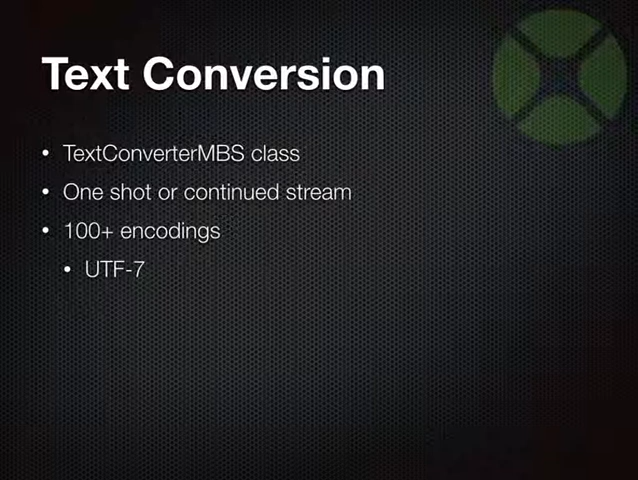 Text Conversion
• TextConverterMBS class
• One shot or continued stream
• 100+ encodings
• UTF-7